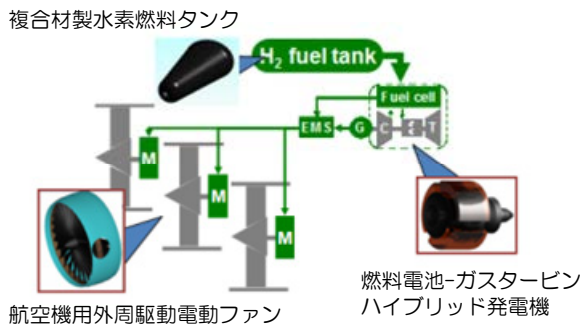 複合材製水素燃料タンク
H₂ fuel tank
Fuel cell
EMS
G
C
T
M
M
M
燃料電池-ガスタービン
ハイブリッド発電機
航空機用外周駆動電動ファン